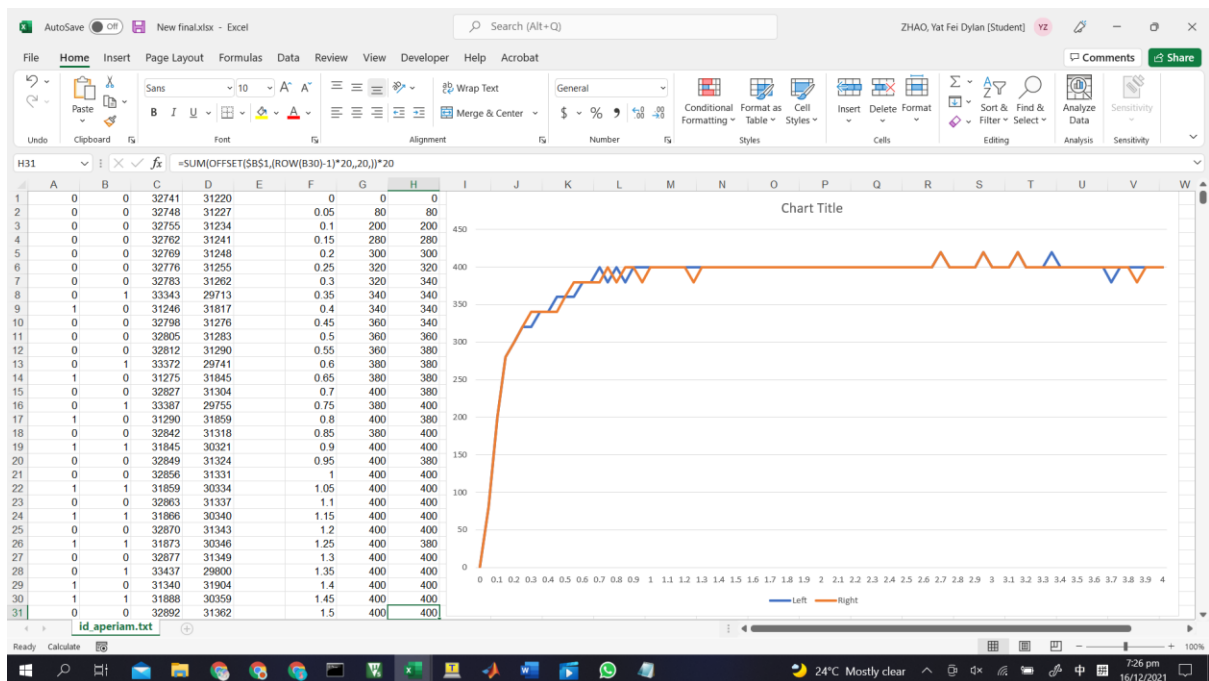 AutoSave Off New final.xlsx - Excel Search (Alt+Q) ZHAO, Yat Fei Dylan [Student] YZ
File Home Insert Page Layout Formulas Data Review View Developer Help Acrobat Comments Share
Paste Sans 10 Wrap Text General Conditional Formatting Format as Table Cell Styles Insert Delete Format Sort & Filter Find & Select Analyze Data Sensitivity
B I U A Merge & Center $ % 9
Undo Clipboard Font Alignment Number Styles Cells Editing Analysis Sensitivity
H31 fx =SUM(OFFSET($B$1,(ROW(B30)-1)*20,,20,))*20
A B C D E F G H I J K L M N O P Q R S T U V W
1 0 0 32741 31220 0 0 0
2 0 0 32748 31227 0.05 80 80
3 0 0 32755 31234 0.1 200 200
4 0 0 32762 31241 0.15 280 280
5 0 0 32769 31248 0.2 300 300
6 0 0 32776 31255 0.25 320 320
7 0 0 32783 31262 0.3 320 340
8 0 1 33343 29713 0.35 340 340
9 1 0 31246 31817 0.4 340 340
10 0 0 32798 31276 0.45 360 340
11 0 0 32805 31283 0.5 360 360
12 0 0 32812 31290 0.55 360 380
13 0 1 33372 29741 0.6 380 380
14 1 0 31275 31845 0.65 380 380
15 0 0 32827 31304 0.7 400 380
16 0 1 33387 29755 0.75 380 400
17 1 0 31290 31859 0.8 400 380
18 0 0 32842 31318 0.85 380 400
19 1 1 31845 30321 0.9 400 400
20 0 0 32849 31324 0.95 400 380
21 0 0 32856 31331 1 400 400
22 1 1 31859 30334 1.05 400 400
23 0 0 32863 31337 1.1 400 400
24 1 1 31866 30340 1.15 400 400
25 0 0 32870 31343 1.2 400 400
26 1 1 31873 30346 1.25 400 380
27 0 0 32877 31349 1.3 400 400
28 0 1 33437 29800 1.35 400 400
29 1 0 31340 31904 1.4 400 400
30 1 1 31888 30359 1.45 400 400
31 0 0 32892 31362 1.5 400 400
Chart Title
450
400
350
300
250
200
150
100
50
0
0 0.1 0.2 0.3 0.4 0.5 0.6 0.7 0.8 0.9 1 1.1 1.2 1.3 1.4 1.5 1.6 1.7 1.8 1.9 2 2.1 2.2 2.3 2.4 2.5 2.6 2.7 2.8 2.9 3 3.1 3.2 3.3 3.4 3.5 3.6 3.7 3.8 3.9 4
Left Right
id_aperiam.txt
Ready Calculate 100%
24°C Mostly clear 中 7:26 pm
16/12/2021